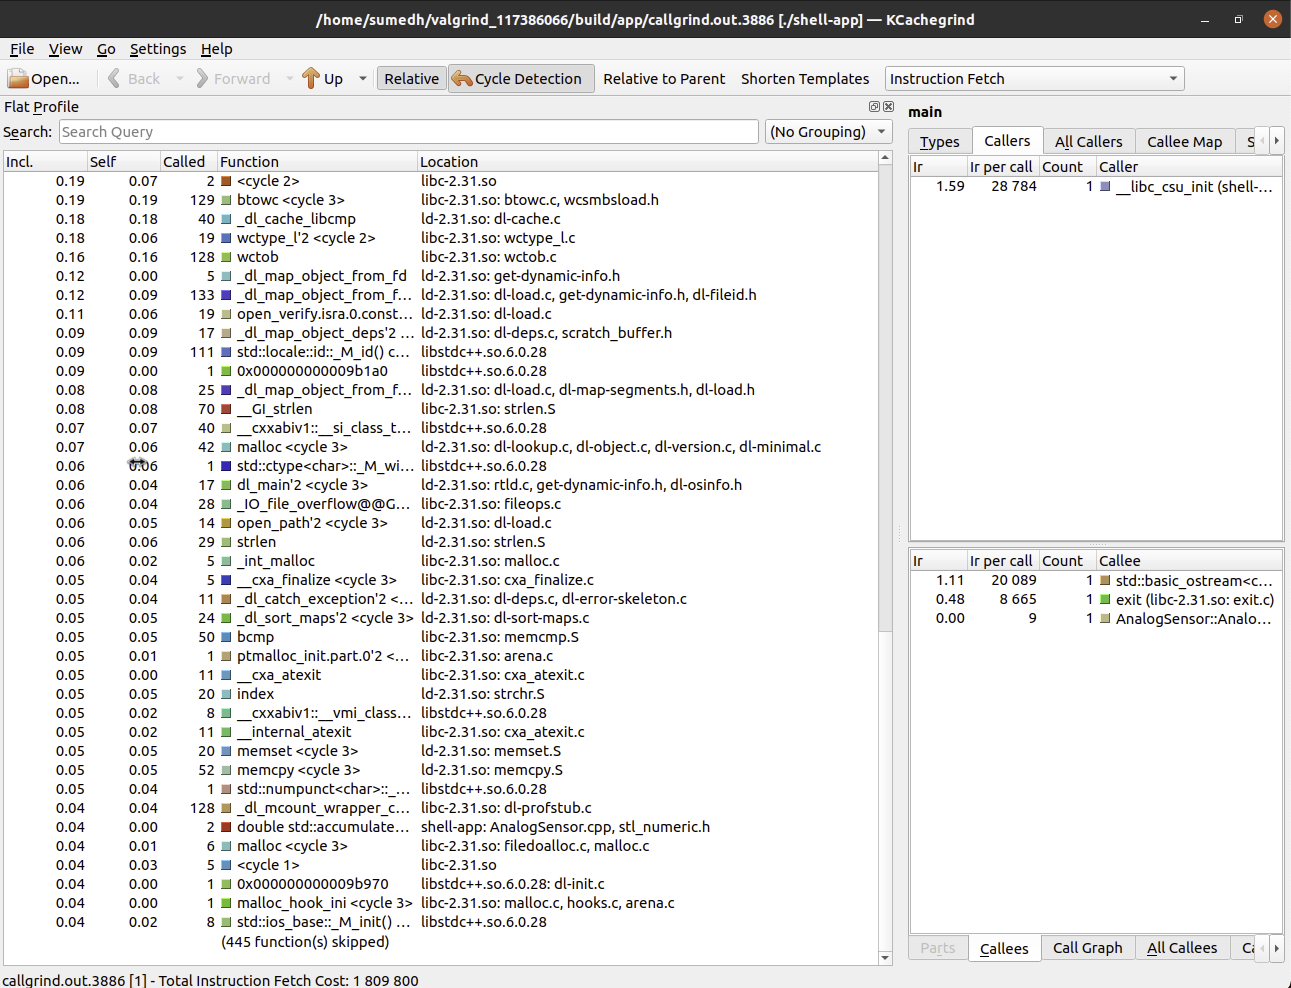 /home/sumedh/valgrind_117386066/build/app/callgrind.out.3886 [./shell-app] — KCachegrind
File View Go Settings Help
Open... Back Forward Up Relative Cycle Detection Relative to Parent Shorten Templates Instruction Fetch
Flat Profile
Search: Search Query (No Grouping)
Incl. Self Called Function Location
0.19 0.07 2 <cycle 2> libc-2.31.so
0.19 0.19 129 btowc <cycle 3> libc-2.31.so: btowc.c, wcsmbsload.h
0.18 0.18 40 _dl_cache_libcmp ld-2.31.so: dl-cache.c
0.18 0.06 19 wctype_l'2 <cycle 2> libc-2.31.so: wctype_l.c
0.16 0.16 128 wctob libc-2.31.so: wctob.c
0.12 0.00 5 _dl_map_object_from_fd ld-2.31.so: get-dynamic-info.h
0.12 0.09 133 _dl_map_object_from_f... ld-2.31.so: dl-load.c, get-dynamic-info.h, dl-fileid.h
0.11 0.06 19 open_verify.isra.0.const... ld-2.31.so: dl-load.c
0.09 0.09 17 _dl_map_object_deps'2 ... ld-2.31.so: dl-deps.c, scratch_buffer.h
0.09 0.09 111 std::locale::id::_M_id() c... libstdc++.so.6.0.28
0.09 0.00 1 0x000000000009b1a0 libstdc++.so.6.0.28
0.08 0.08 25 _dl_map_object_from_f... ld-2.31.so: dl-load.c, dl-map-segments.h, dl-load.h
0.08 0.08 70 __GI_strlen libc-2.31.so: strlen.S
0.07 0.07 40 __cxxabiv1::__si_class_t... libstdc++.so.6.0.28
0.07 0.06 42 malloc <cycle 3> ld-2.31.so: dl-lookup.c, dl-object.c, dl-version.c, dl-minimal.c
0.06 0.06 1 std::ctype<char>::_M_wi... libstdc++.so.6.0.28
0.06 0.04 17 dl_main'2 <cycle 3> ld-2.31.so: rtld.c, get-dynamic-info.h, dl-osinfo.h
0.06 0.04 28 _IO_file_overflow@@G... libc-2.31.so: fileops.c
0.06 0.05 14 open_path'2 <cycle 3> ld-2.31.so: dl-load.c
0.06 0.06 29 strlen ld-2.31.so: strlen.S
0.06 0.02 5 _int_malloc libc-2.31.so: malloc.c
0.05 0.04 5 __cxa_finalize <cycle 3> libc-2.31.so: cxa_finalize.c
0.05 0.04 11 _dl_catch_exception'2 <... ld-2.31.so: dl-deps.c, dl-error-skeleton.c
0.05 0.05 24 _dl_sort_maps'2 <cycle 3> ld-2.31.so: dl-sort-maps.c
0.05 0.05 50 bcmp libc-2.31.so: memcmp.S
0.05 0.01 1 ptmalloc_init.part.0'2 <... libc-2.31.so: arena.c
0.05 0.00 11 __cxa_atexit libc-2.31.so: cxa_atexit.c
0.05 0.05 20 index ld-2.31.so: strchr.S
0.05 0.02 8 __cxxabiv1::__vmi_class... libstdc++.so.6.0.28
0.05 0.02 11 __internal_atexit libc-2.31.so: cxa_atexit.c
0.05 0.05 20 memset <cycle 3> ld-2.31.so: memset.S
0.05 0.05 52 memcpy <cycle 3> ld-2.31.so: memcpy.S
0.05 0.04 1 std::numpunct<char>::_... libstdc++.so.6.0.28
0.04 0.04 128 _dl_mcount_wrapper_c... libc-2.31.so: dl-profstub.c
0.04 0.00 2 double std::accumulate... shell-app: AnalogSensor.cpp, stl_numeric.h
0.04 0.01 6 malloc <cycle 3> libc-2.31.so: filedoalloc.c, malloc.c
0.04 0.03 5 <cycle 1> libc-2.31.so
0.04 0.00 1 0x000000000009b970 libstdc++.so.6.0.28: dl-init.c
0.04 0.00 1 malloc_hook_ini <cycle 3> libc-2.31.so: malloc.c, hooks.c, arena.c
0.04 0.02 8 std::ios_base::_M_init() ... libstdc++.so.6.0.28
(445 function(s) skipped)
main
Types Callers All Callers Callee Map S
Ir Ir per call Count Caller
1.59 28 784 1 __libc_csu_init (shell-...
Ir Ir per call Count Callee
1.11 20 089 1 std::basic_ostream<c...
0.48 8 665 1 exit (libc-2.31.so: exit.c)
0.00 9 1 AnalogSensor::Analo...
Parts Callees Call Graph All Callees Ca
callgrind.out.3886 [1] - Total Instruction Fetch Cost: 1 809 800